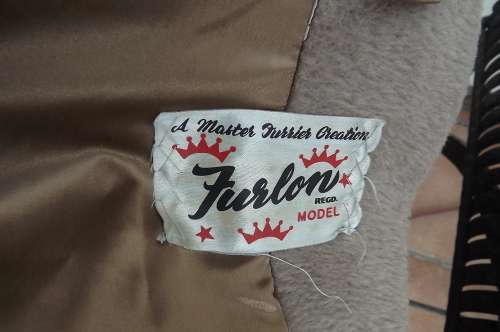 A Master Furrier Creation
Furlon
REGD.
MODEL